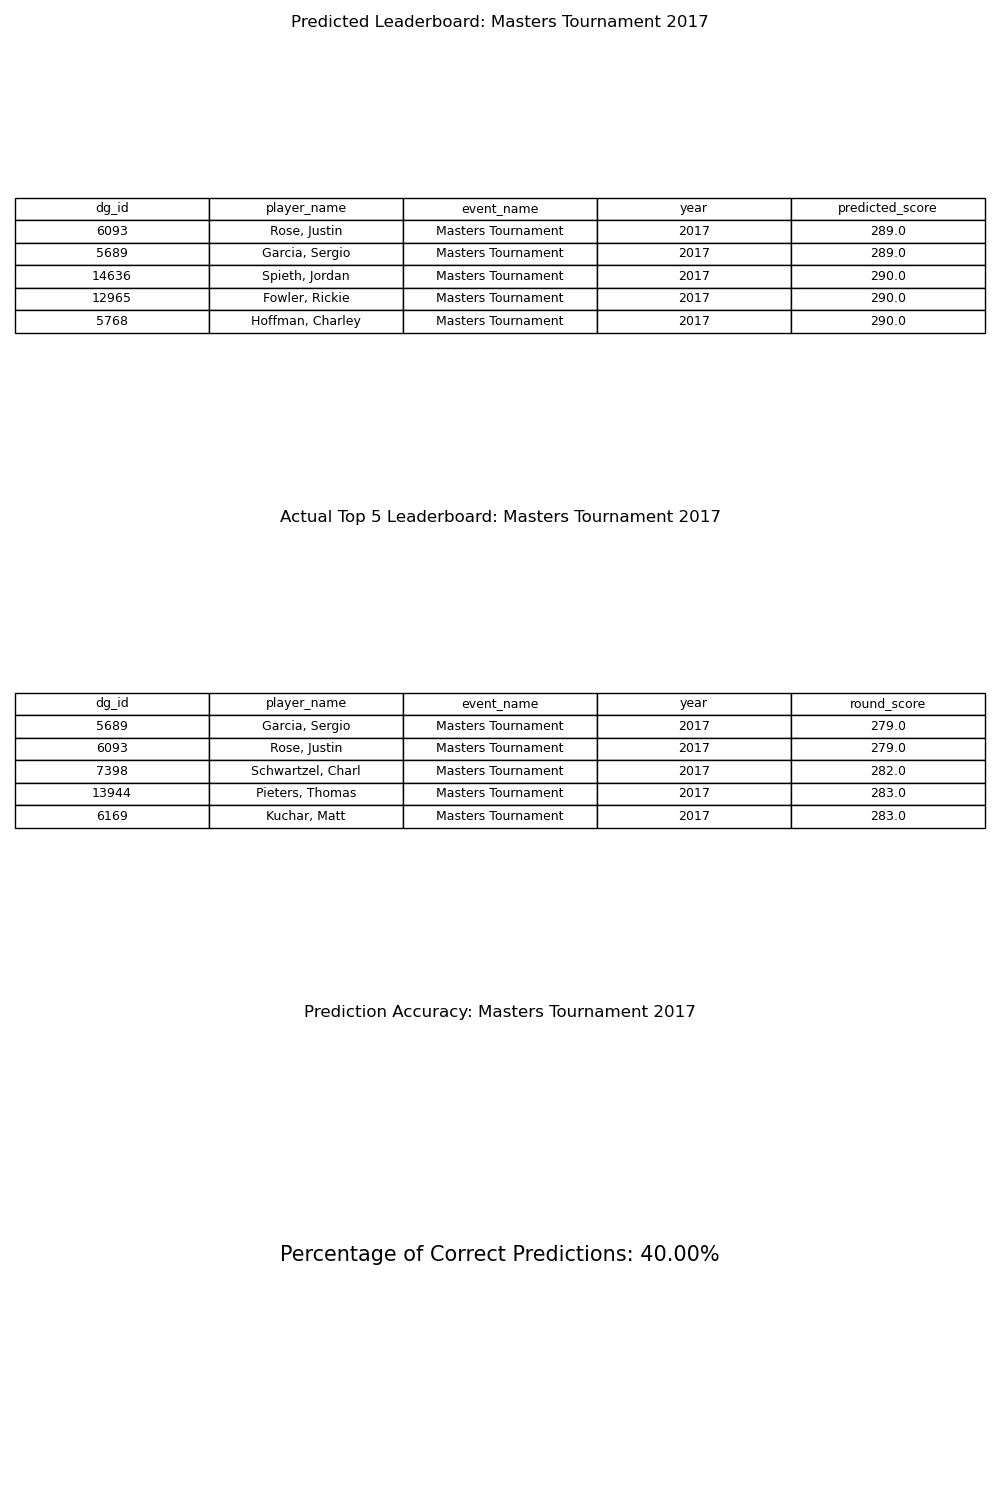 Predicted Leaderboard: Masters Tournament 2017
dg_id player_name event_name year predicted_score
6093 Rose, Justin Masters Tournament 2017 289.0
5689 Garcia, Sergio Masters Tournament 2017 289.0
14636 Spieth, Jordan Masters Tournament 2017 290.0
12965 Fowler, Rickie Masters Tournament 2017 290.0
5768 Hoffman, Charley Masters Tournament 2017 290.0
Actual Top 5 Leaderboard: Masters Tournament 2017
dg_id player_name event_name year round_score
5689 Garcia, Sergio Masters Tournament 2017 279.0
6093 Rose, Justin Masters Tournament 2017 279.0
7398 Schwartzel, Charl Masters Tournament 2017 282.0
13944 Pieters, Thomas Masters Tournament 2017 283.0
6169 Kuchar, Matt Masters Tournament 2017 283.0
Prediction Accuracy: Masters Tournament 2017
Percentage of Correct Predictions: 40.00%